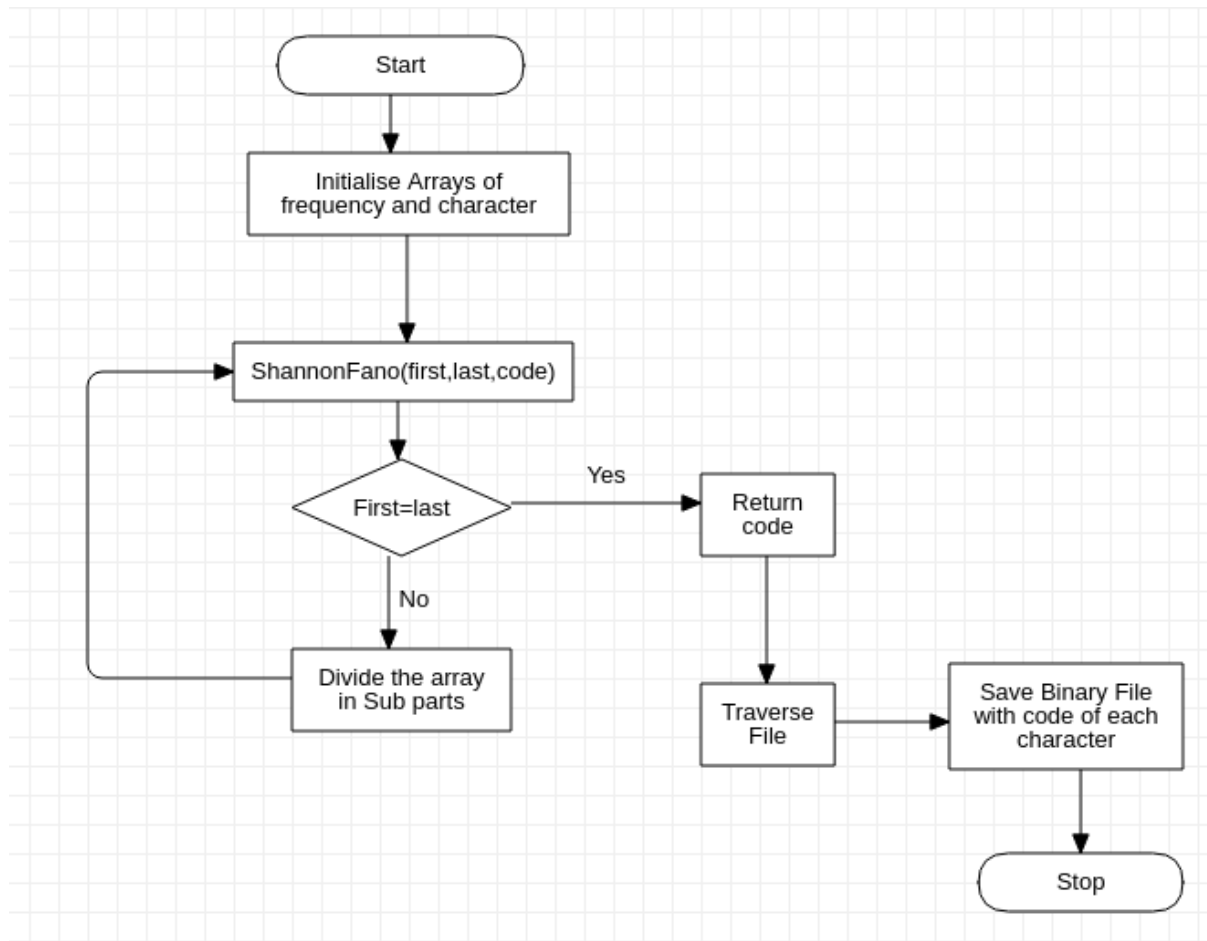 Start
Initialise Arrays of
frequency and character
ShannonFano(first,last,code)
First=last
Yes
Return
code
No
Divide the array
in Sub parts
Traverse
File
Save Binary File
with code of each
character
Stop